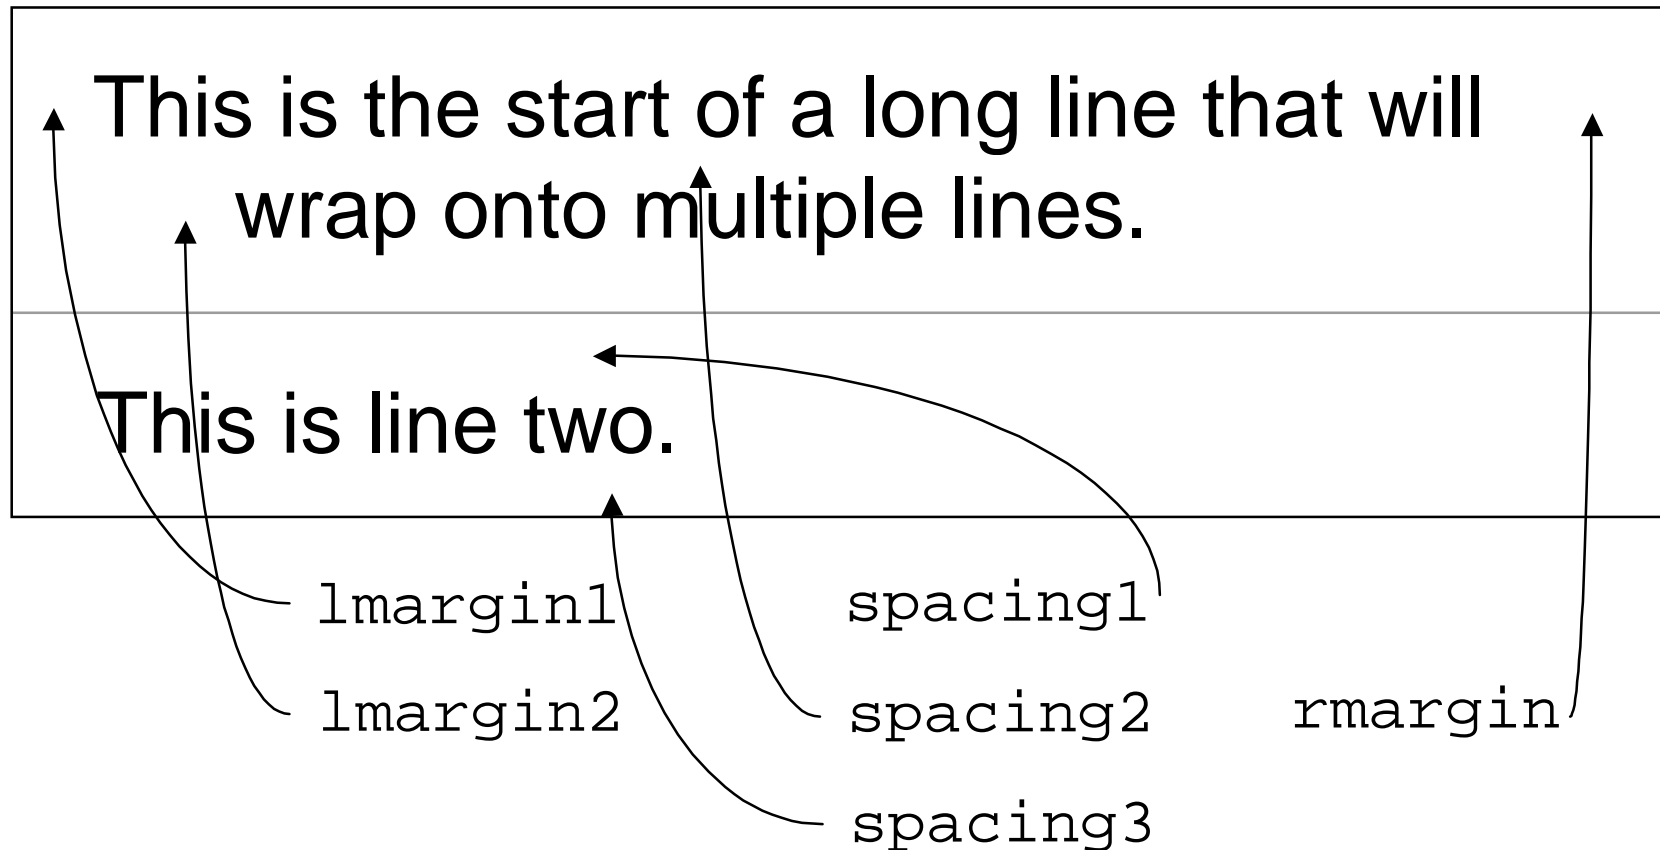 This is the start of a long line that will
wrap onto multiple lines.
This is line two.
lmargin1
spacing1
lmargin2
spacing2
rmargin
spacing3